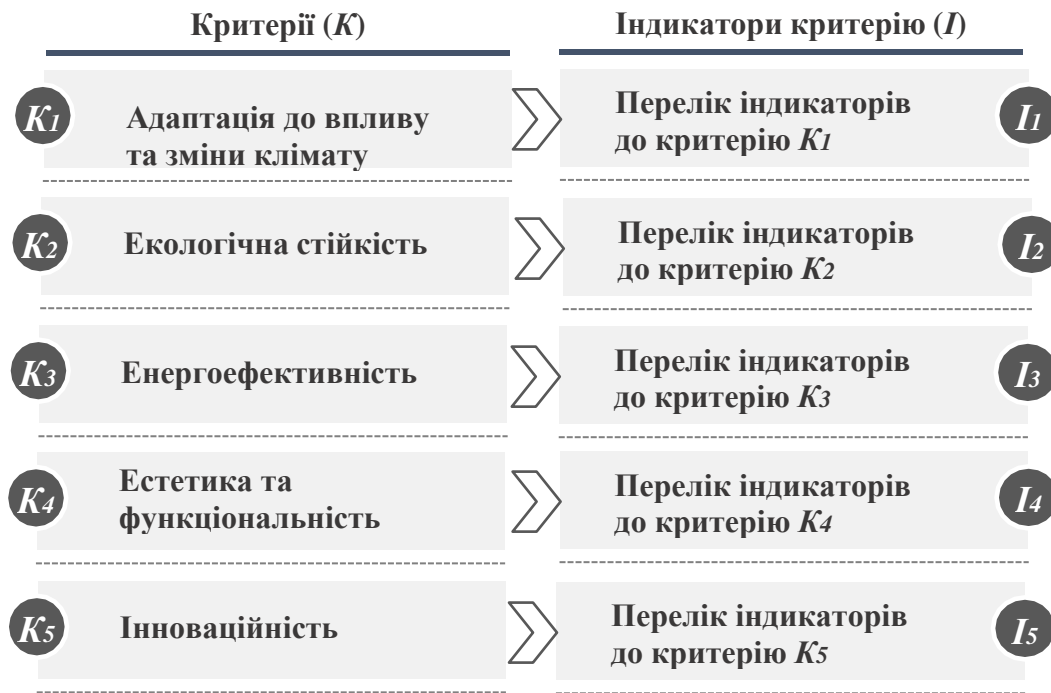 Критерії (K)
Індикатори критерію (I)
K1
Адаптація до впливу
та зміни клімату
Перелік індикаторів
до критерію K1
I1
K2
Екологічна стійкість
Перелік індикаторів
до критерію K2
I2
K3
Енергоефективність
Перелік індикаторів
до критерію K3
I3
K4
Естетика та
функціональність
Перелік індикаторів
до критерію K4
I4
K5
Інноваційність
Перелік індикаторів
до критерію K5
I5